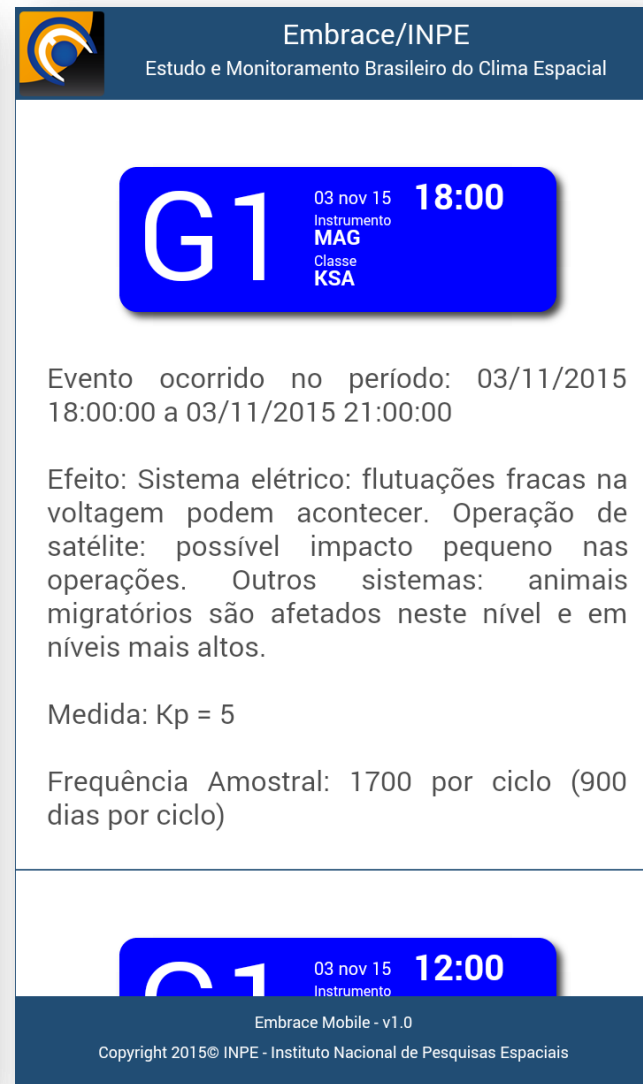 Embrace/INPE
Estudo e Monitoramento Brasileiro do Clima Espacial
G1
03 nov 15
18:00
Instrumento
MAG
Classe
KSA
Evento ocorrido no período: 03/11/2015
18:00:00 a 03/11/2015 21:00:00
Efeito: Sistema elétrico: flutuações fracas na
voltagem podem acontecer. Operação de
satélite: possível impacto pequeno nas
operações. Outros sistemas: animais
migratórios são afetados neste nível e em
níveis mais altos.
Medida: Kp = 5
Frequência Amostral: 1700 por ciclo (900
dias por ciclo)
G1
03 nov 15
12:00
Instrumento
Embrace Mobile - v1.0
Copyright 2015© INPE - Instituto Nacional de Pesquisas Espaciais